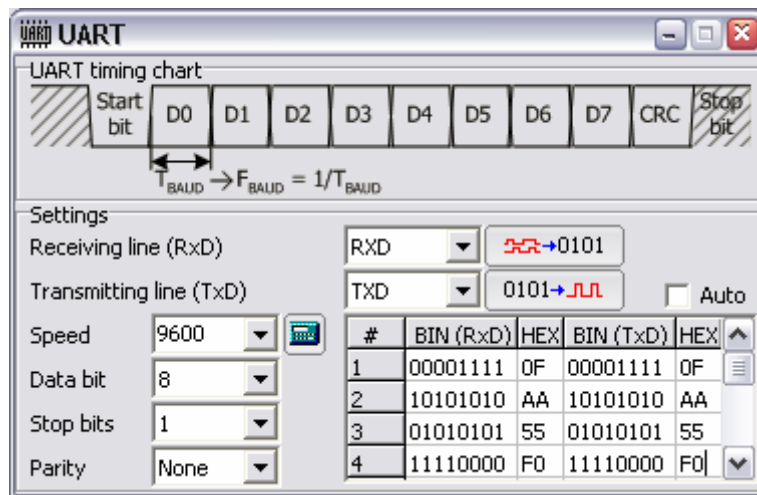 UART
UART timing chart
Start bit D0 D1 D2 D3 D4 D5 D6 D7 CRC Stop bit
T_BAUD → F_BAUD = 1/T_BAUD
Settings
Receiving line (RxD) RXD →0101
Transmitting line (TxD) TXD 0101→ Auto
Speed 9600
Data bit 8
Stop bits 1
Parity None
# BIN (RxD) HEX BIN (TxD) HEX
1 00001111 0F 00001111 0F
2 10101010 AA 10101010 AA
3 01010101 55 01010101 55
4 11110000 F0 11110000 F0